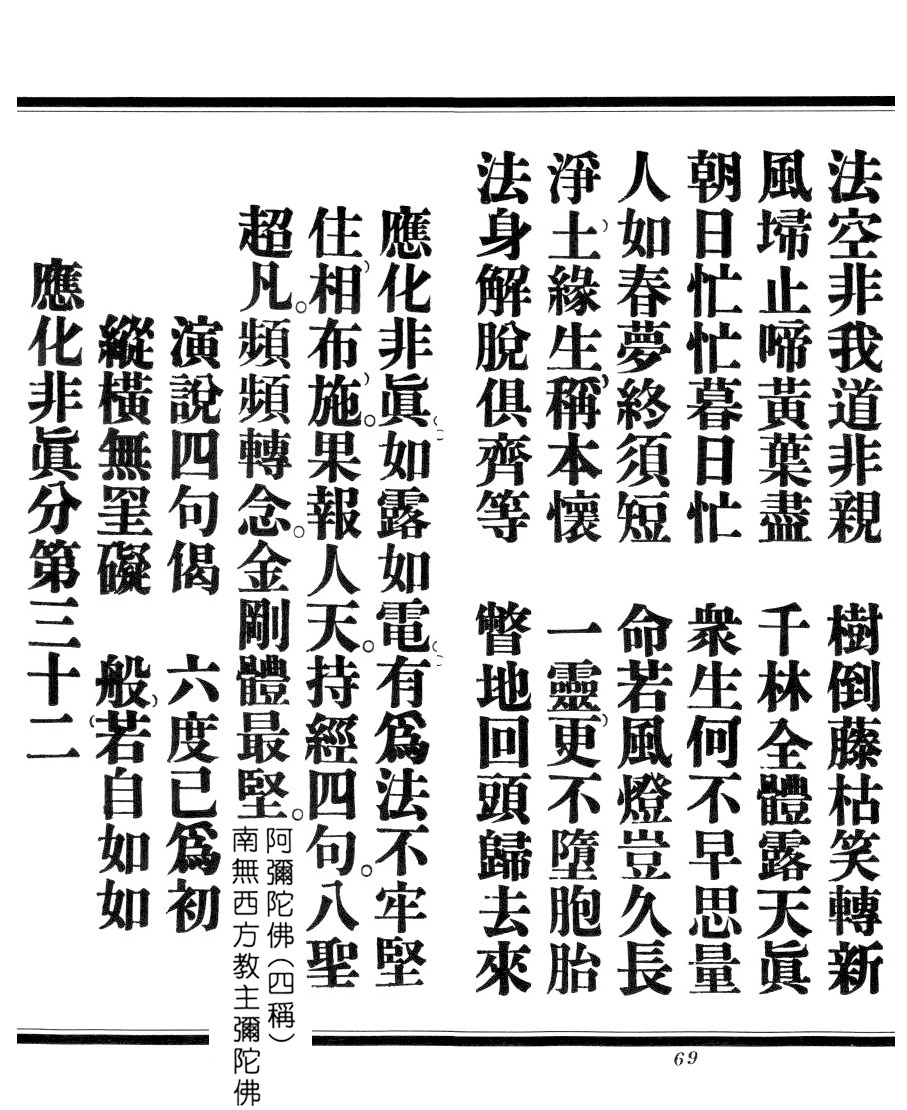 法空非我道非親　樹倒藤枯笑轉新
風埽止啼黃葉盡　千林全體露天眞
朝日忙忙暮日忙　衆生何不早思量
人如春夢終須短　命若風燈豈久長
淨土緣生稱本懷　一靈更不墮胞胎
法身解脫俱齊等　瞥地回頭歸去來
應化非眞。如露如電。有爲法不牢堅
住相布施。果報人天。持經四句。八聖
超凡。頻頻轉念。金剛體最堅。
阿彌陀佛(四稱)
南無西方教主彌陀佛
演說四句偈　六度已爲初
縱橫無罣礙　般若自如如
應化非眞分第三十二
69